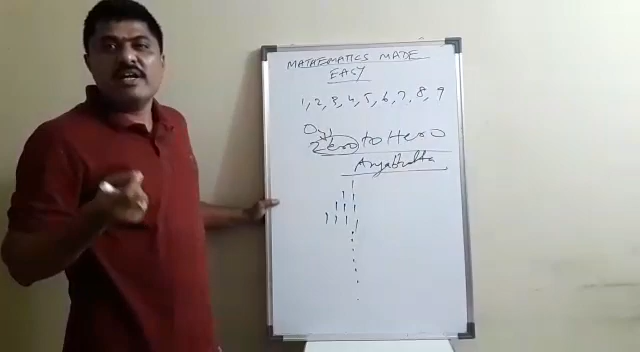 MATHEMATICS MADE
EASY
1, 2, 3, 4, 5, 6, 7, 8, 9
0
Zero to Hero
Aryabhatta